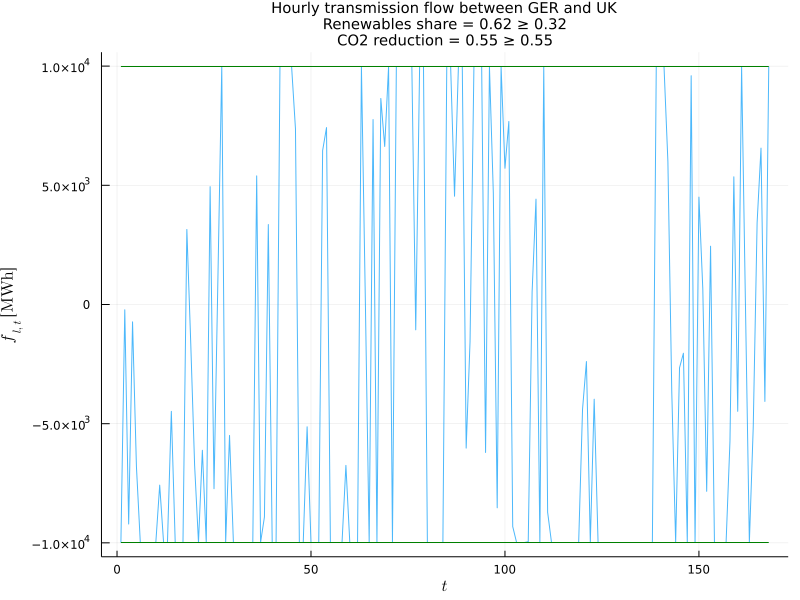 Hourly transmission flow between GER and UK
Renewables share = 0.62 ≥ 0.32
CO2 reduction = 0.55 ≥ 0.55
1.0×10⁴
5.0×10³
0
−5.0×10³
−1.0×10⁴
f_{l,t} [MWh]
0 50 100 150
t